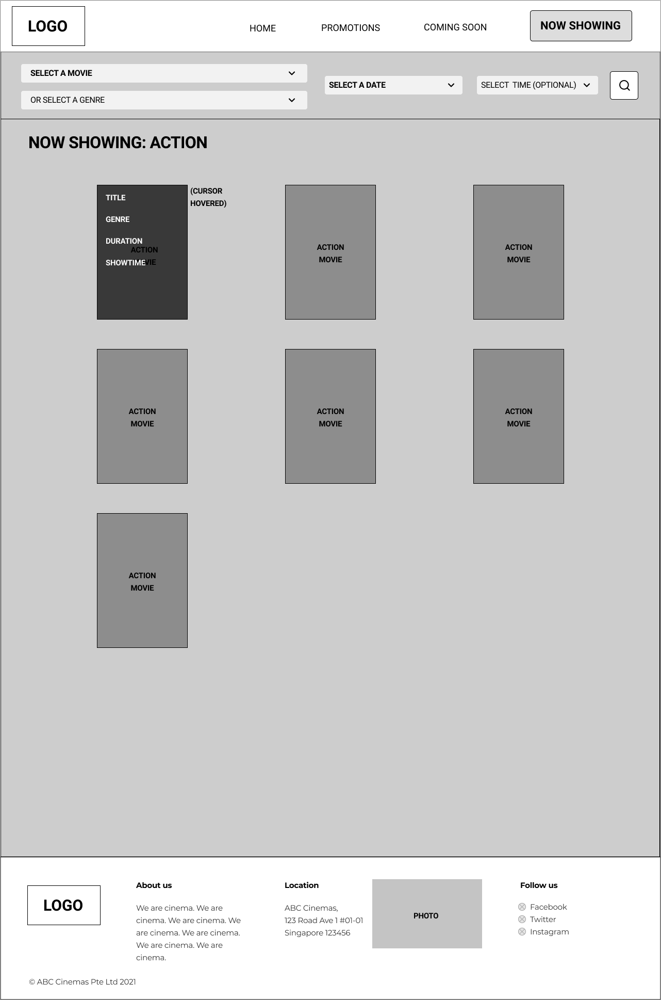 LOGO
HOME
PROMOTIONS
COMING SOON
NOW SHOWING
SELECT A MOVIE
OR SELECT A GENRE
SELECT A DATE
SELECT  TIME (OPTIONAL)
NOW SHOWING: ACTION
TITLE
GENRE
DURATION
ACTION
SHOWTIME
(CURSOR
HOVERED)
ACTION
MOVIE
ACTION
MOVIE
ACTION
MOVIE
ACTION
MOVIE
ACTION
MOVIE
ACTION
MOVIE
LOGO
About us
We are cinema. We are
cinema. We are cinema. We
are cinema. We are cinema.
We are cinema. We are
cinema.
Location
ABC Cinemas,
123 Road Ave 1 #01-01
Singapore 123456
PHOTO
Follow us
Facebook
Twitter
Instagram
© ABC Cinemas Pte Ltd 2021